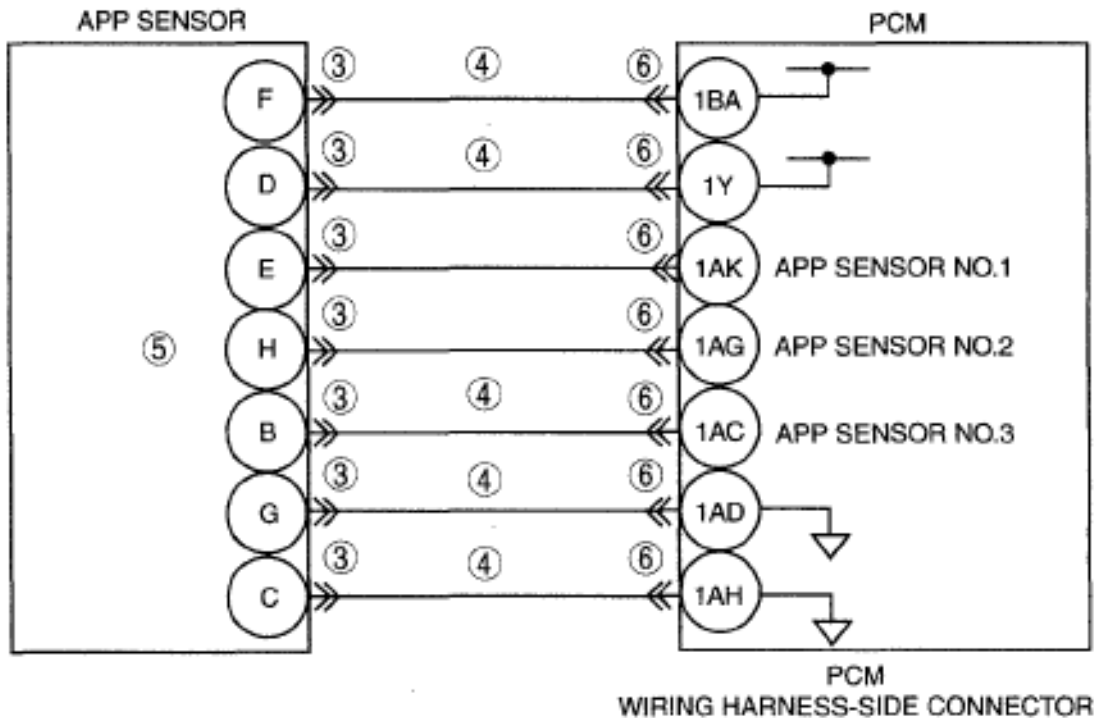 APP SENSOR PCM
③ ④ ⑥
F 1BA
③ ④ ⑥
D 1Y
③ ⑥
E 1AK APP SENSOR NO.1
③ ⑥
⑤ H 1AG APP SENSOR NO.2
③ ④ ⑥
B 1AC APP SENSOR NO.3
③ ④ ⑥
G 1AD
③ ④ ⑥
C 1AH
PCM
WIRING HARNESS-SIDE CONNECTOR